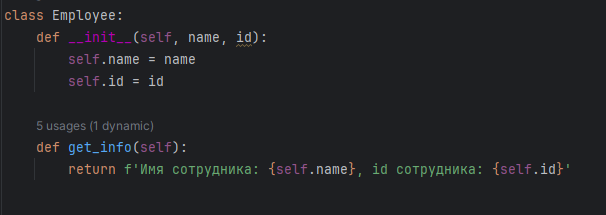 class Employee:
    def __init__(self, name, id):
        self.name = name
        self.id = id
    5 usages (1 dynamic)
    def get_info(self):
        return f'Имя сотрудника: {self.name}, id сотрудника: {self.id}'